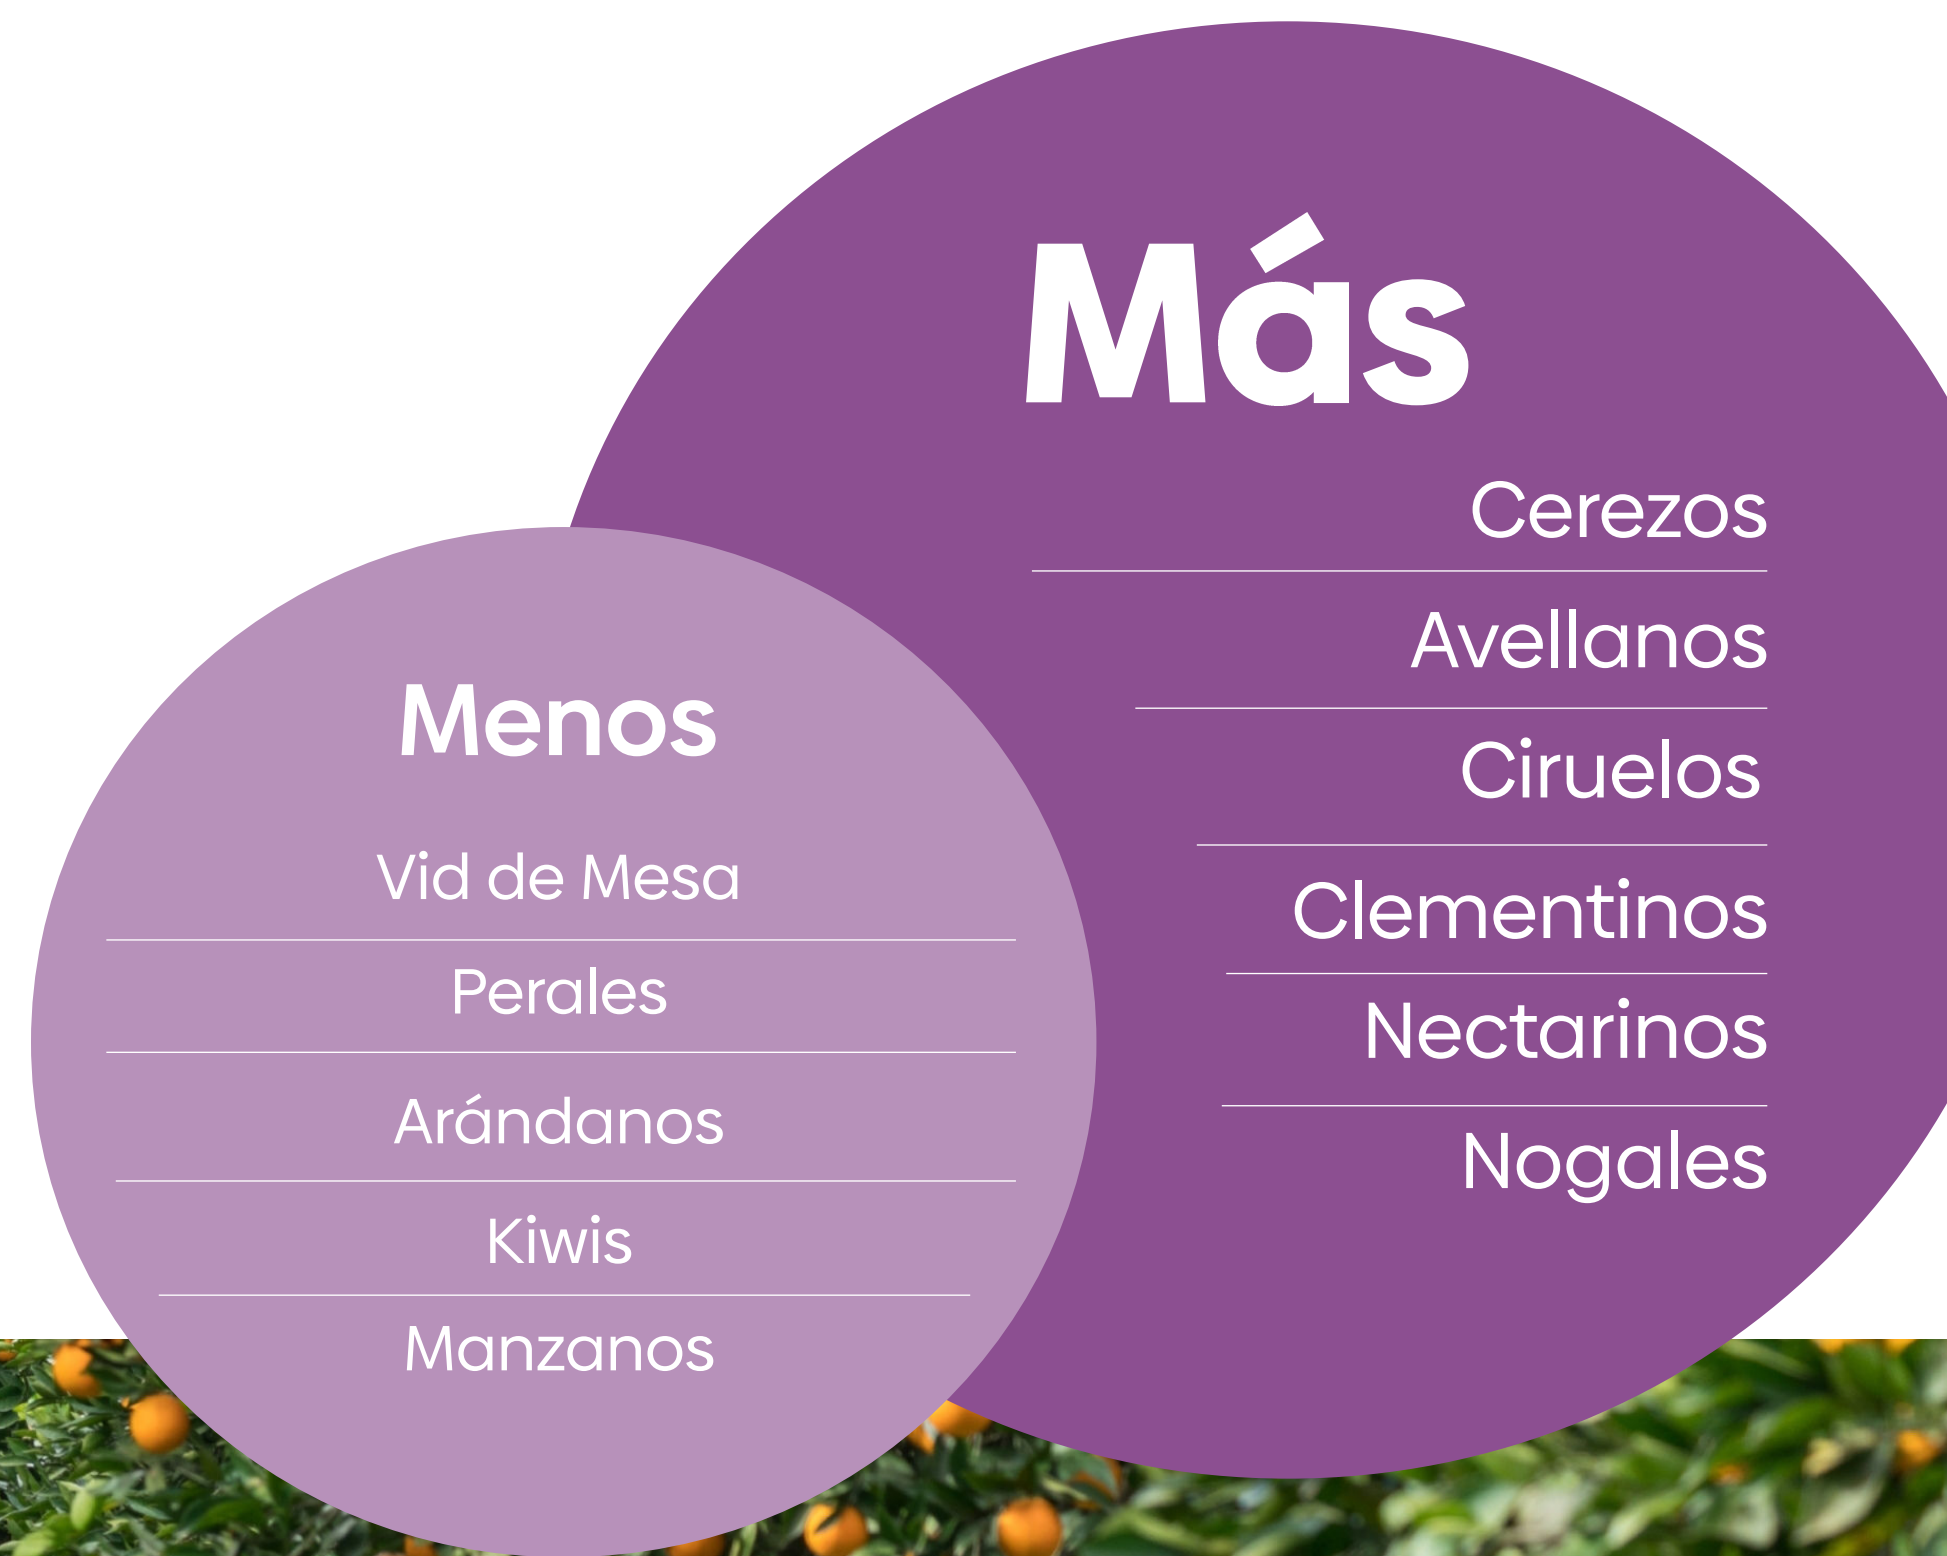 Más
Cerezos
Avellanos
Ciruelos
Clementinos
Nectarinos
Nogales
Menos
Vid de Mesa
Perales
Arándanos
Kiwis
Manzanos